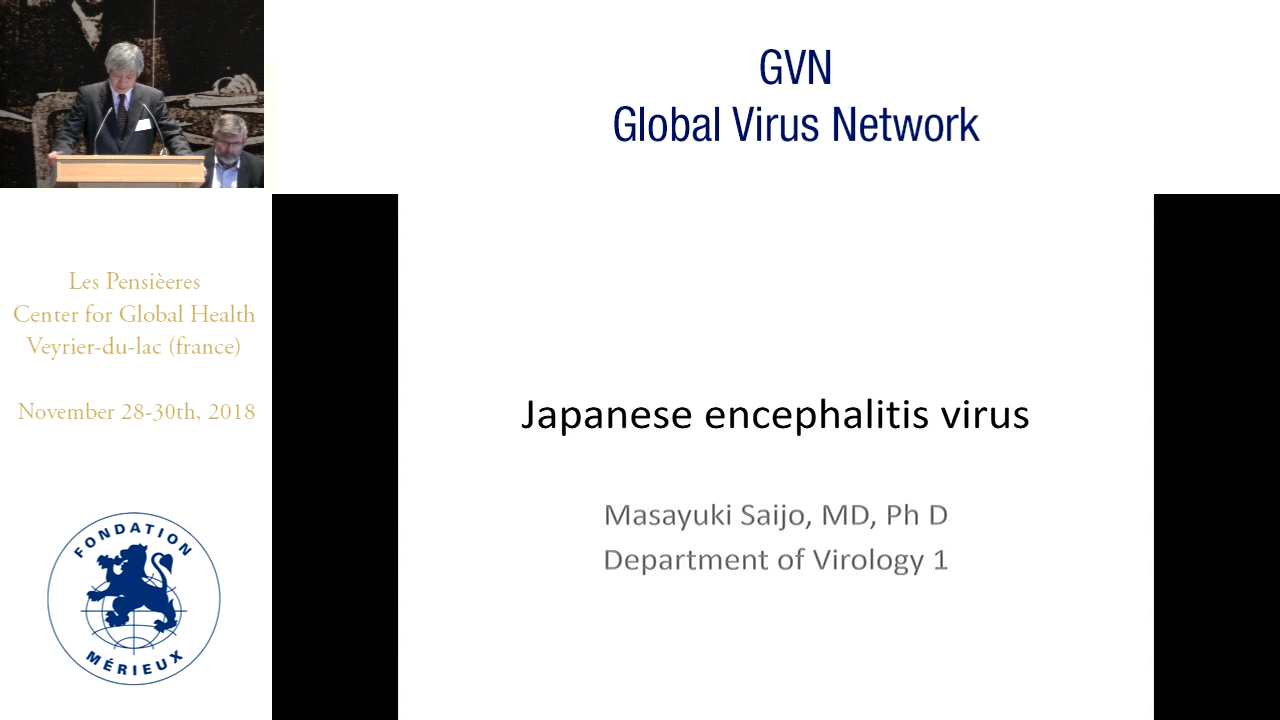 GVN
Global Virus Network
Les Pensièeres
Center for Global Health
Veyrier-du-lac (france)
November 28-30th, 2018
FONDATION
MÉRIEUX
Japanese encephalitis virus
Masayuki Saijo, MD, Ph D
Department of Virology 1